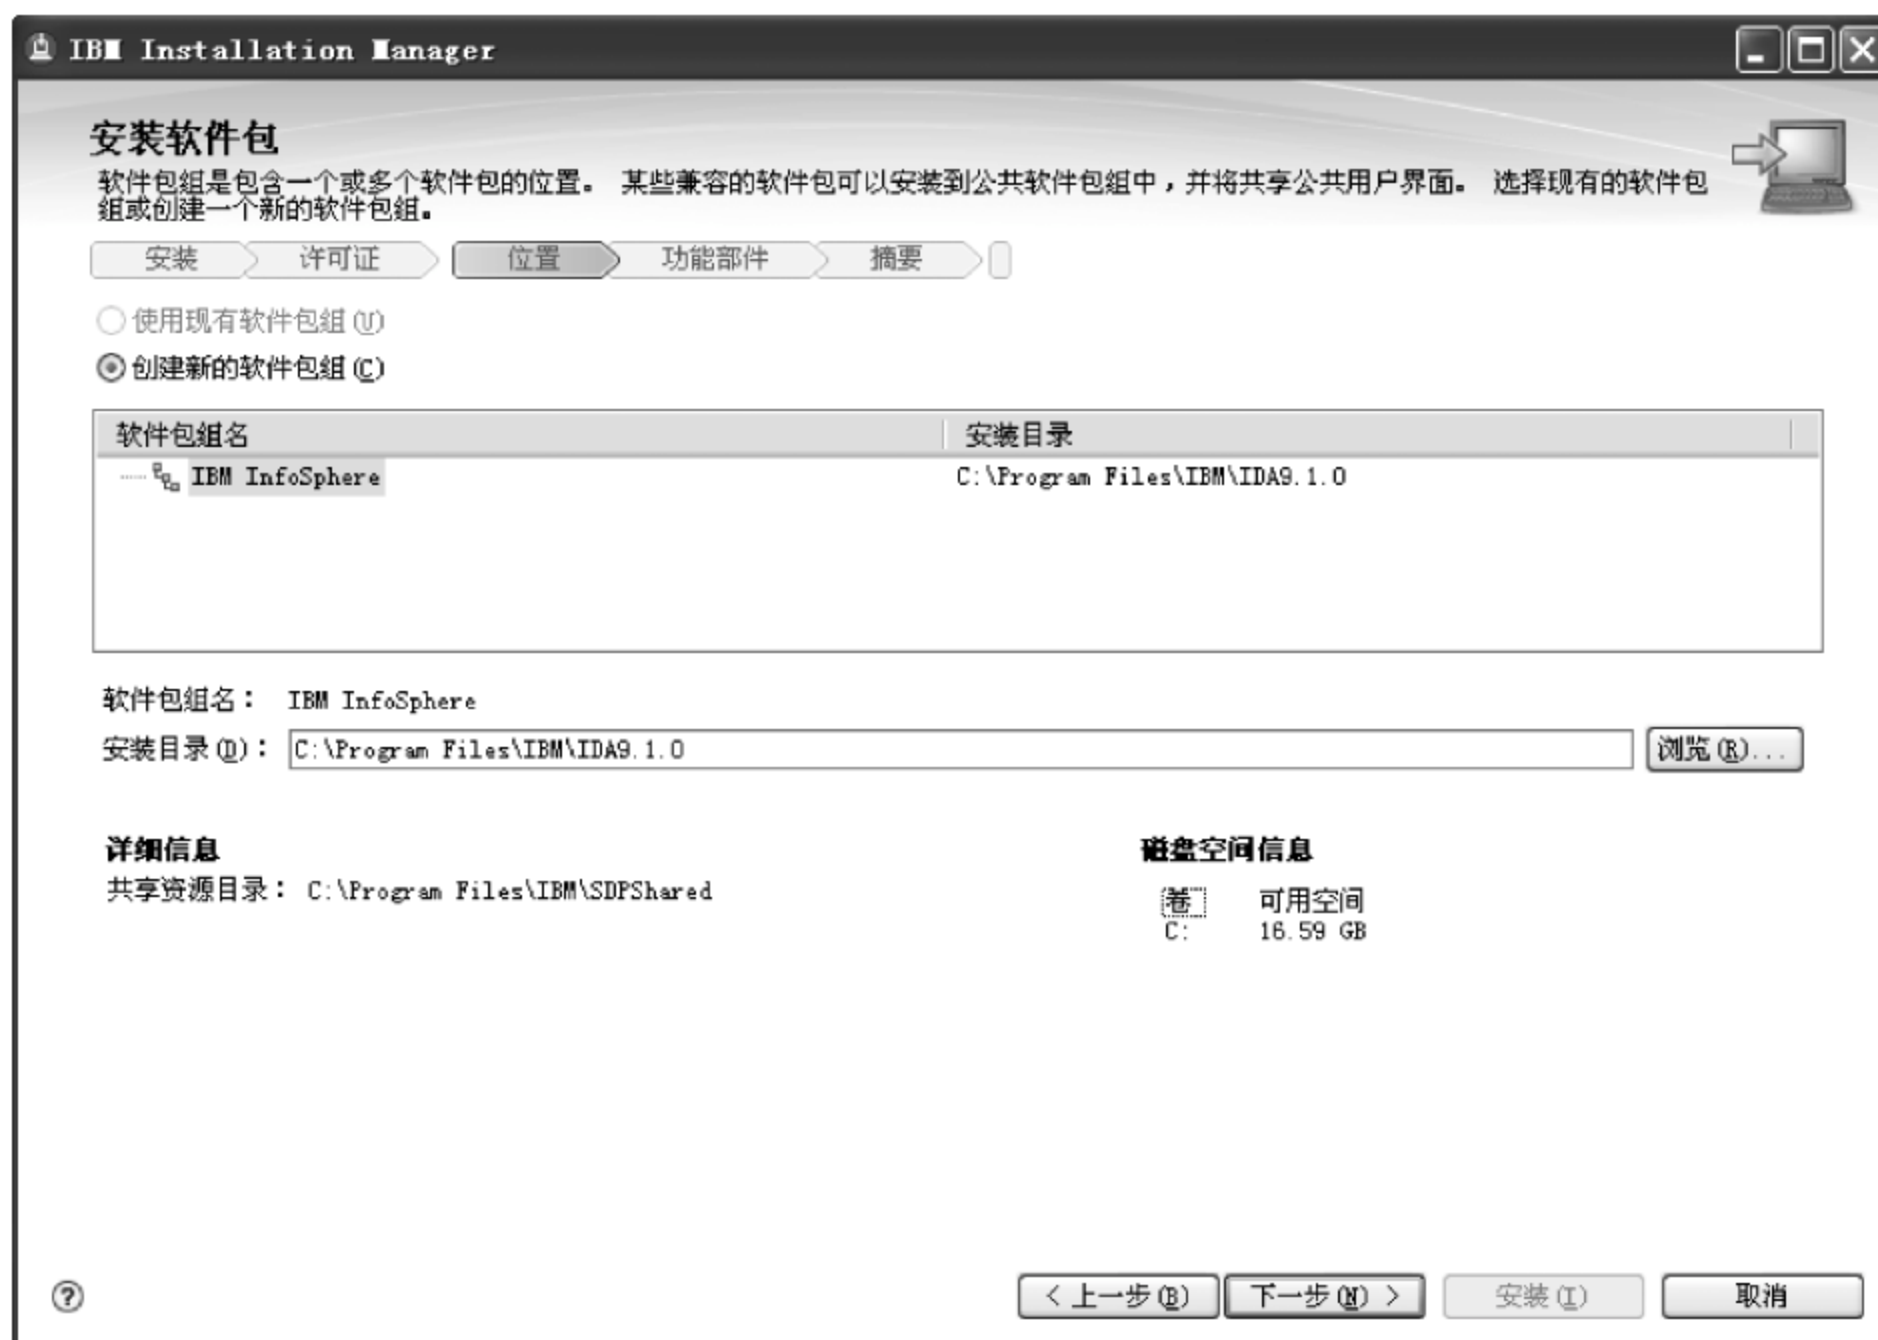 IBM Installation Manager
安装软件包
软件包组是包含一个或多个软件包的位置。 某些兼容的软件包可以安装到公共软件包组中，并将共享公共用户界面。 选择现有的软件包
组或创建一个新的软件包组。
安装 许可证 位置 功能部件 摘要
使用现有软件包组(U)
创建新的软件包组(C)
软件包组名 安装目录
IBM InfoSphere C:\Program Files\IBM\IDA9.1.0
软件包组名： IBM InfoSphere
安装目录(D)： C:\Program Files\IBM\IDA9.1.0 浏览(R)...
详细信息 磁盘空间信息
共享资源目录： C:\Program Files\IBM\SDPShared
卷 可用空间
C: 16.59 GB
? < 上一步(B) 下一步(N) > 安装(I) 取消